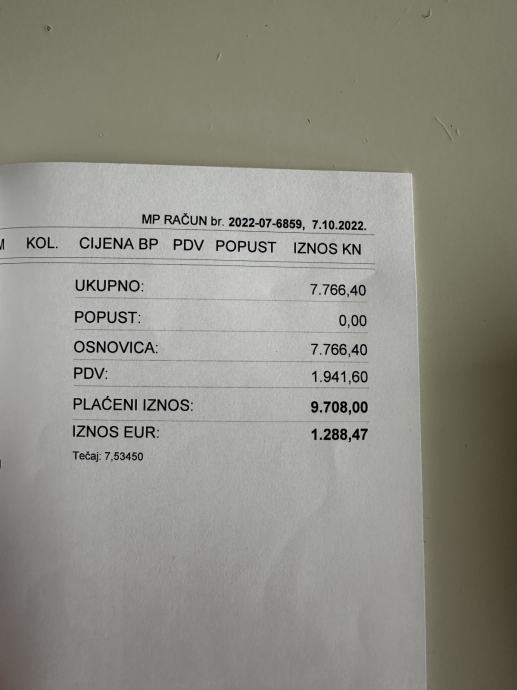 MP RAČUN br. 2022-07-6859, 7.10.2022.
KOL. CIJENA BP PDV POPUST IZNOS KN
UKUPNO: 7.766,40
POPUST: 0,00
OSNOVICA: 7.766,40
PDV: 1.941,60
PLAĆENI IZNOS: 9.708,00
IZNOS EUR: 1.288,47
Tečaj: 7,53450